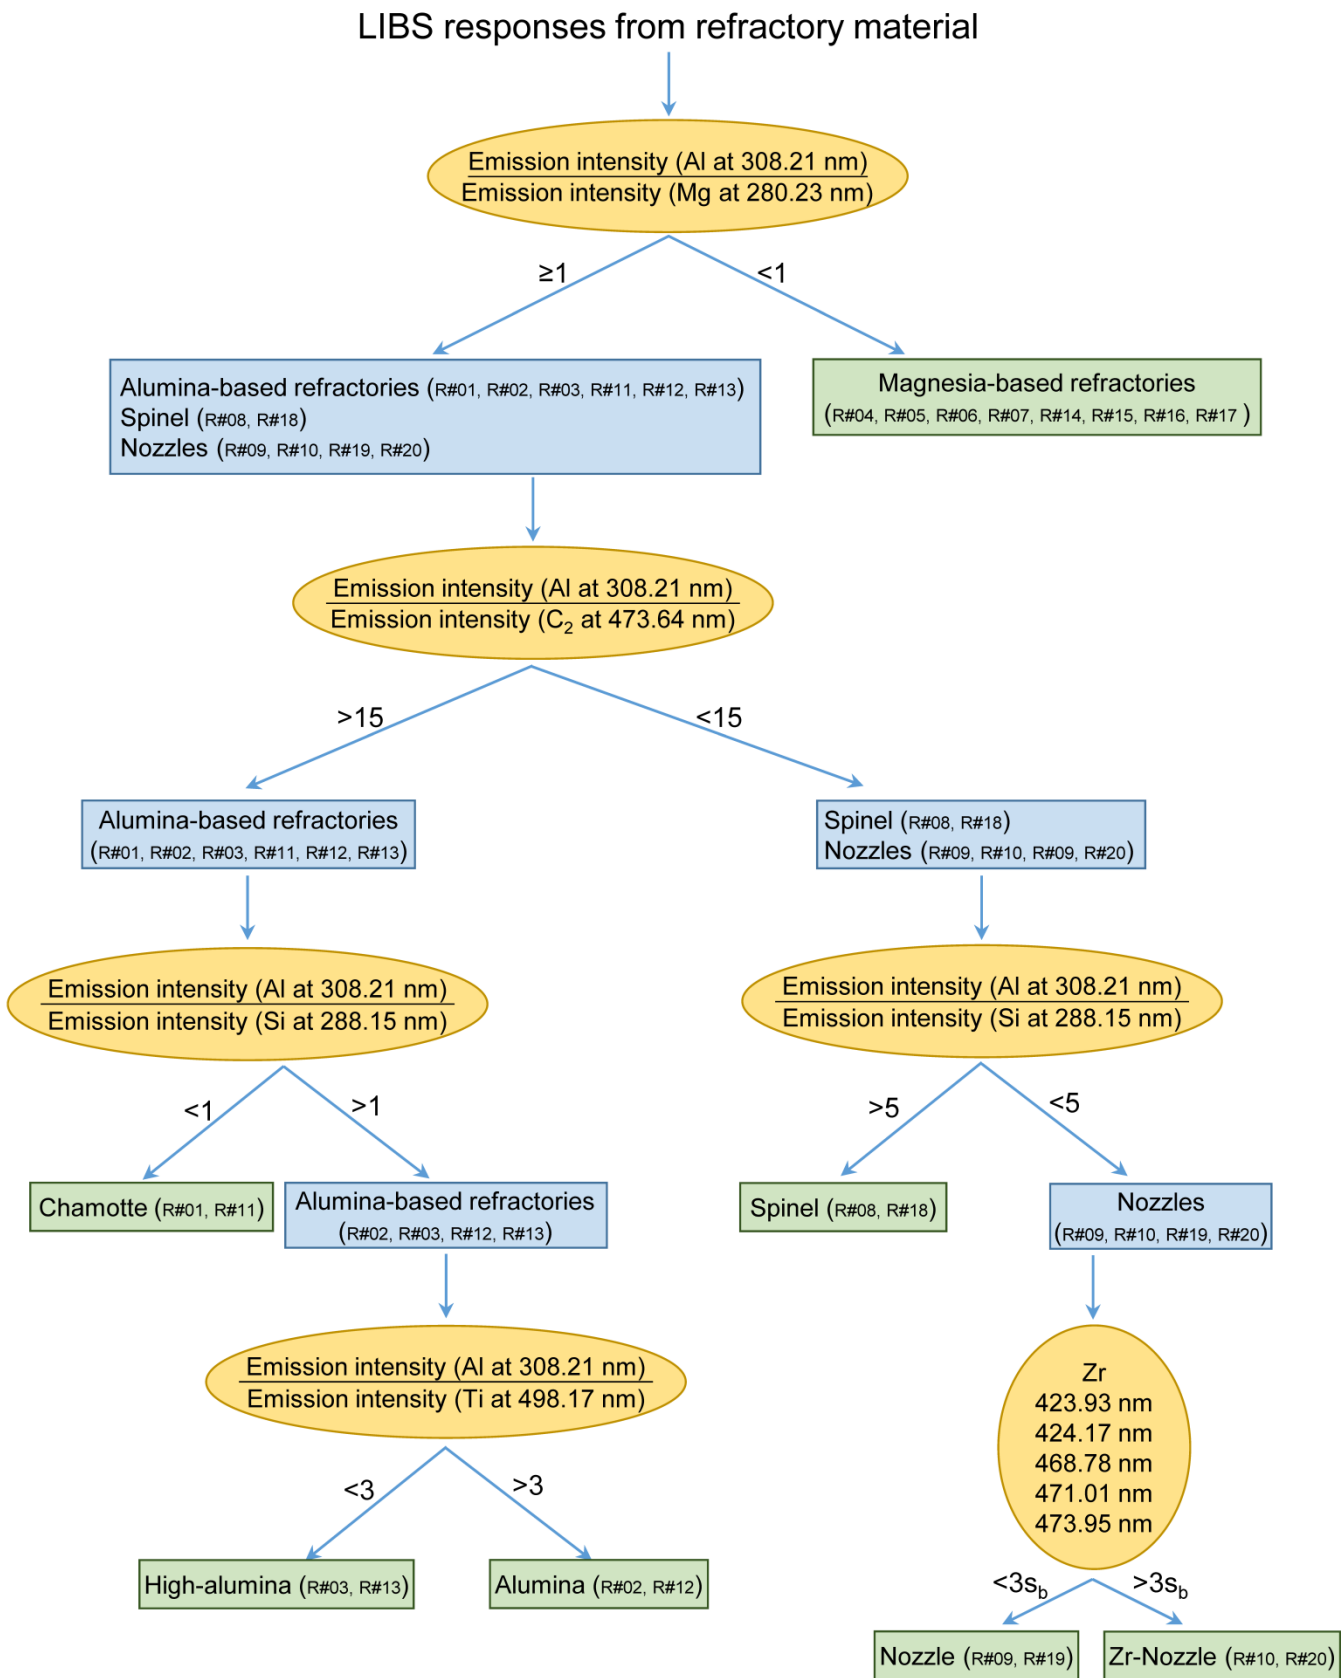 LIBS responses from refractory material
Emission intensity (Al at 308.21 nm)
Emission intensity (Mg at 280.23 nm)
≥1
<1
Alumina-based refractories (R#01, R#02, R#03, R#11, R#12, R#13)
Spinel (R#08, R#18)
Nozzles (R#09, R#10, R#19, R#20)
Magnesia-based refractories
(R#04, R#05, R#06, R#07, R#14, R#15, R#16, R#17 )
Emission intensity (Al at 308.21 nm)
Emission intensity (C₂ at 473.64 nm)
>15
<15
Alumina-based refractories
(R#01, R#02, R#03, R#11, R#12, R#13)
Spinel (R#08, R#18)
Nozzles (R#09, R#10, R#09, R#20)
Emission intensity (Al at 308.21 nm)
Emission intensity (Si at 288.15 nm)
Emission intensity (Al at 308.21 nm)
Emission intensity (Si at 288.15 nm)
<1
>1
>5
<5
Chamotte (R#01, R#11)
Alumina-based refractories
(R#02, R#03, R#12, R#13)
Spinel (R#08, R#18)
Nozzles
(R#09, R#10, R#19, R#20)
Emission intensity (Al at 308.21 nm)
Emission intensity (Ti at 498.17 nm)
Zr
423.93 nm
424.17 nm
468.78 nm
471.01 nm
473.95 nm
<3
>3
High-alumina (R#03, R#13)
Alumina (R#02, R#12)
<3s_b
>3s_b
Nozzle (R#09, R#19)
Zr-Nozzle (R#10, R#20)